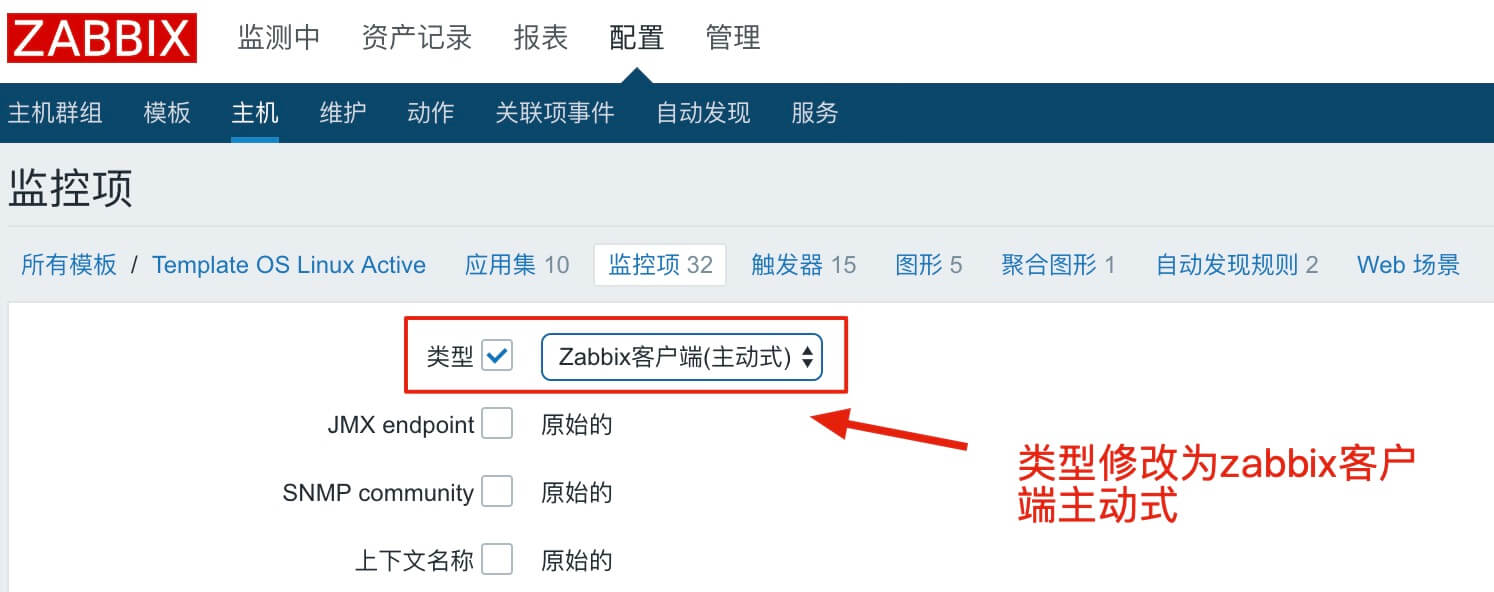 ZABBIX 监测中 资产记录 报表 配置 管理
主机群组 模板 主机 维护 动作 关联项事件 自动发现 服务
监控项
所有模板 / Template OS Linux Active 应用集 10 监控项 32 触发器 15 图形 5 聚合图形 1 自动发现规则 2 Web 场景
类型 Zabbix客户端(主动式)
JMX endpoint 原始的
类型修改为zabbix客户
端主动式
SNMP community 原始的
上下文名称 原始的